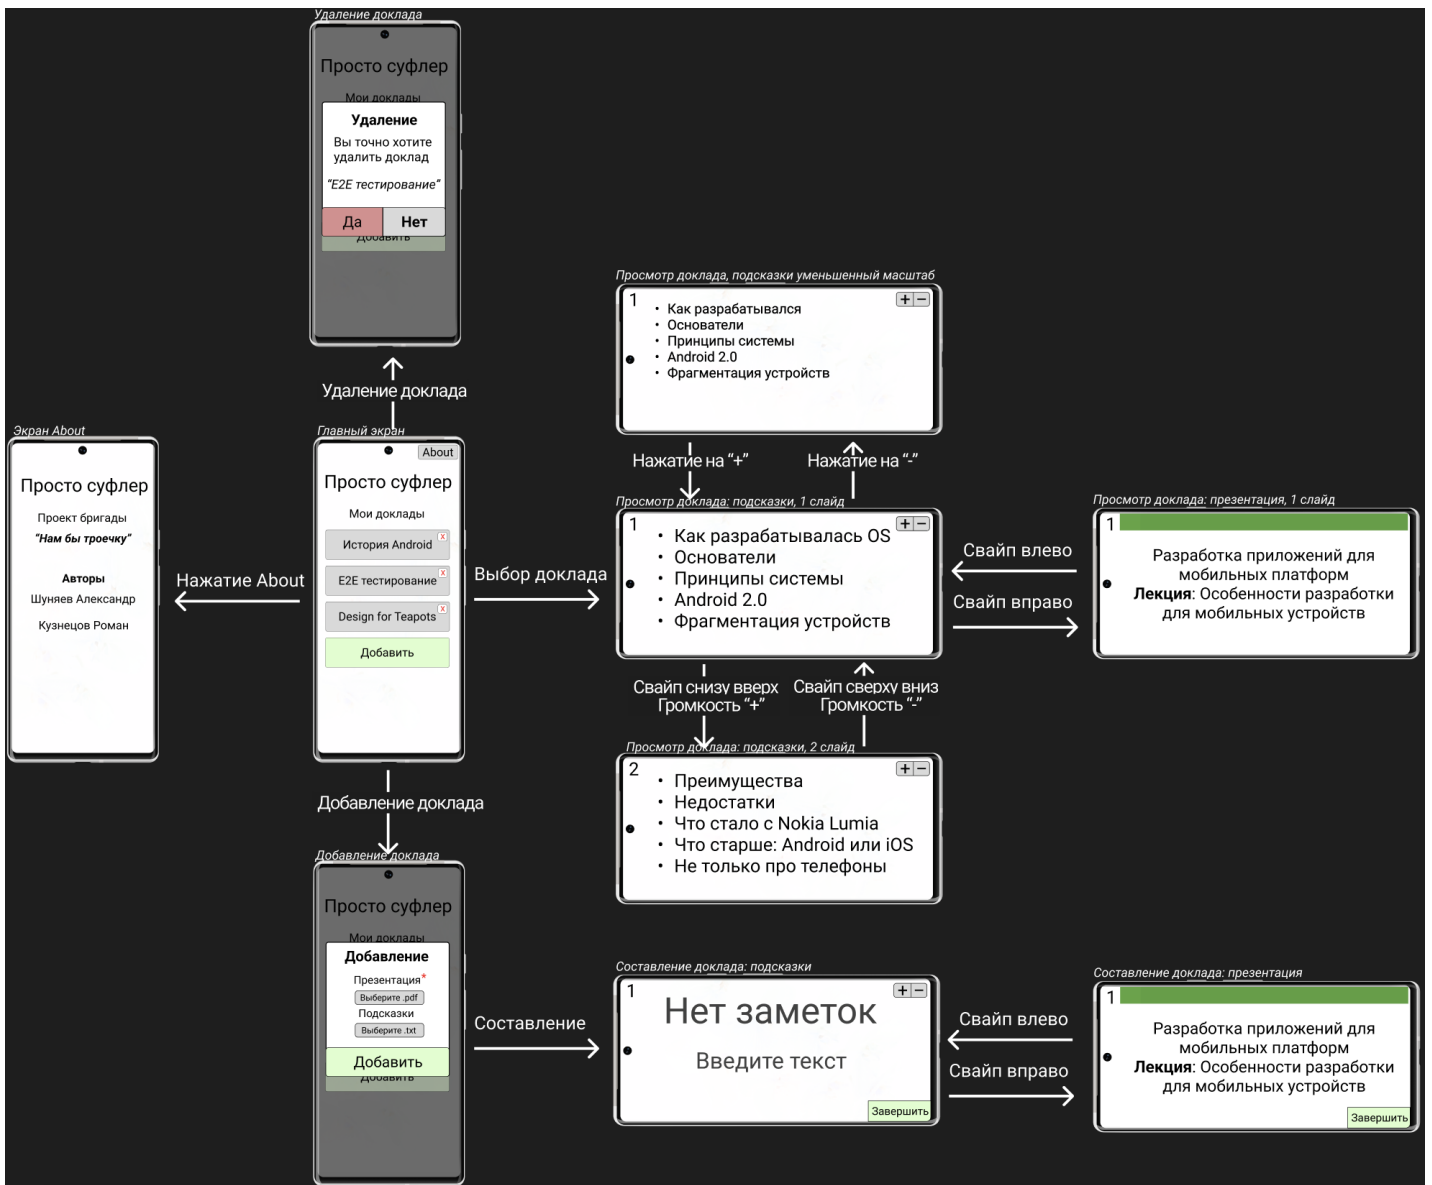 Удаление доклада
Просто суфлер
Мои доклады
Удаление
Вы точно хотите
удалить доклад
“E2E тестирование“
Да
Нет
Добавить
Удаление доклада
Просмотр доклада, подсказки уменьшенный масштаб
1
+ −
• Как разрабатывался
• Основатели
• Принципы системы
• Android 2.0
• Фрагментация устройств
Нажатие на “+”
Нажатие на “-”
Экран About
Просто суфлер
Проект бригады
“Нам бы троечку”
Авторы
Шуняев Александр
Кузнецов Роман
Нажатие About
Главный экран
About
Просто суфлер
Мои доклады
История Android
x
E2E тестирование
x
Design for Teapots
x
Добавить
Выбор доклада
Просмотр доклада: подсказки, 1 слайд
1
+ −
• Как разрабатывалась OS
• Основатели
• Принципы системы
• Android 2.0
• Фрагментация устройств
Свайп влево
Свайп вправо
Просмотр доклада: презентация, 1 слайд
1
Разработка приложений для
мобильных платформ
Лекция: Особенности разработки
для мобильных устройств
Свайп снизу вверх
Громкость “+”
Свайп сверху вниз
Громкость “-”
Просмотр доклада: подсказки, 2 слайд
2
+ −
• Преимущества
• Недостатки
• Что стало с Nokia Lumia
• Что старше: Android или iOS
• Не только про телефоны
Добавление доклада
Добавление доклада
Просто суфлер
Мои доклады
Добавление
Презентация*
Выберите .pdf
Подсказки
Выберите .txt
Добавить
Добавить
Составление
Составление доклада: подсказки
1
+ −
Нет заметок
Введите текст
Завершить
Свайп влево
Свайп вправо
Составление доклада: презентация
1
Разработка приложений для
мобильных платформ
Лекция: Особенности разработки
для мобильных устройств
Завершить